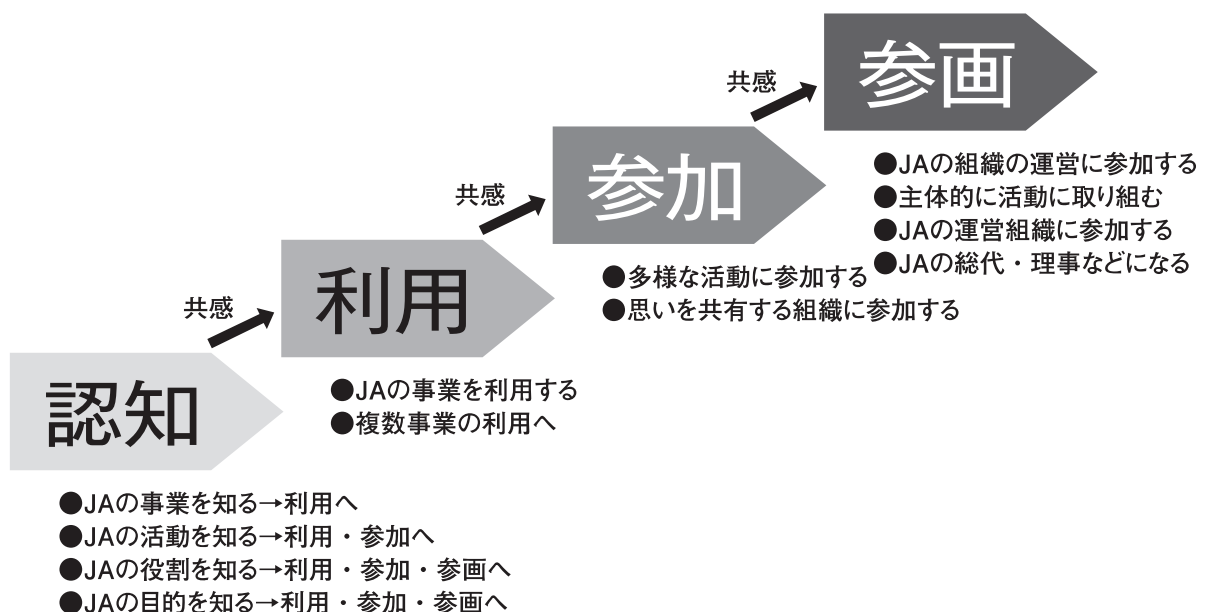 認知
●JAの事業を知る→利用へ
●JAの活動を知る→利用・参加へ
●JAの役割を知る→利用・参加・参画へ
●JAの目的を知る→利用・参加・参画へ
共感
利用
●JAの事業を利用する
●複数事業の利用へ
共感
参加
●多様な活動に参加する
●思いを共有する組織に参加する
共感
参画
●JAの組織の運営に参加する
●主体的に活動に取り組む
●JAの運営組織に参加する
●JAの総代・理事などになる